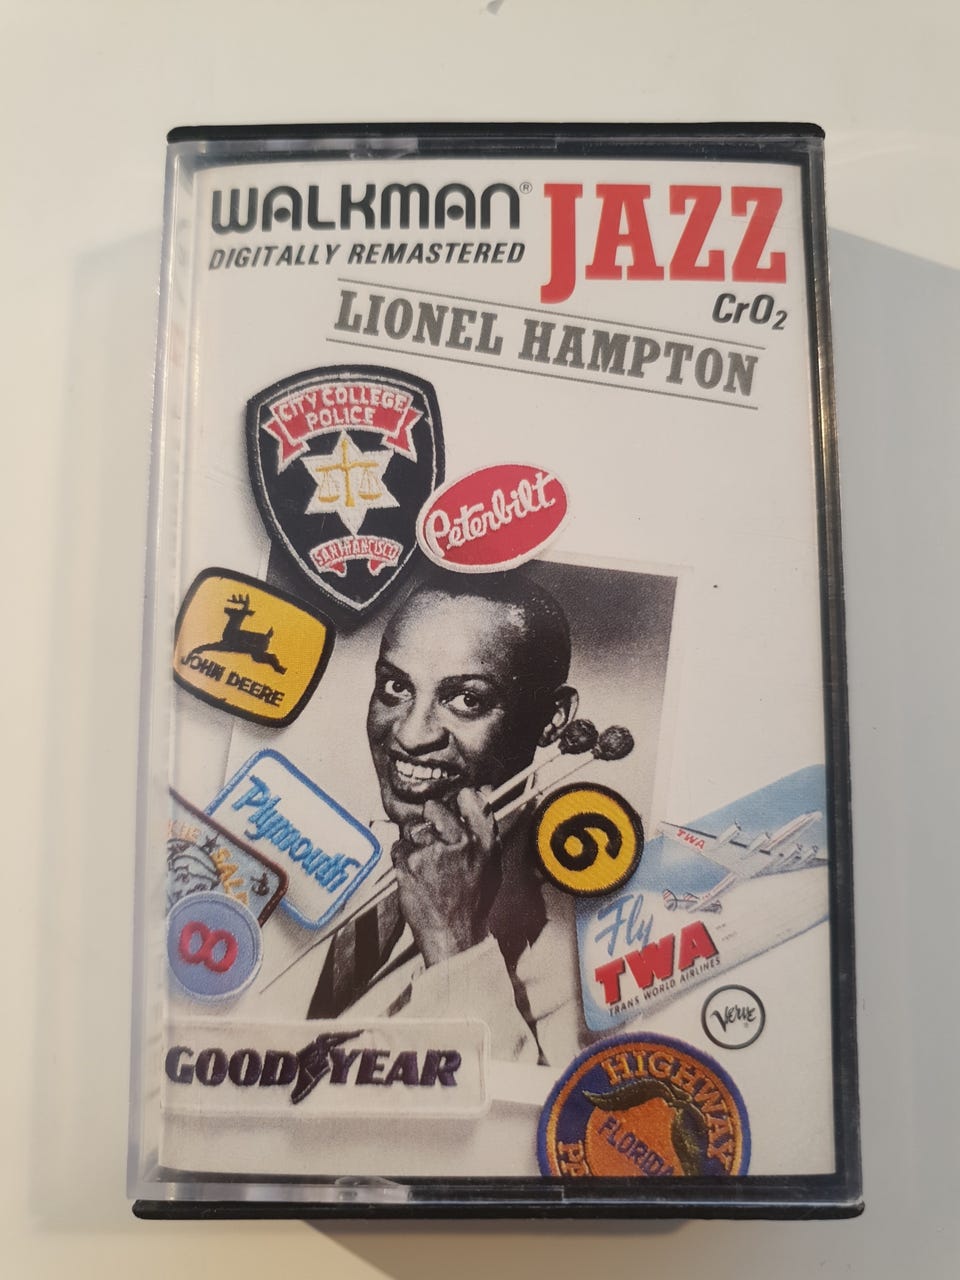 WALKMAN® JAZZ
DIGITALLY REMASTERED
CrO2
LIONEL HAMPTON
CITY COLLEGE
POLICE
SAN FRANCISCO
Peterbilt
JOHN DEERE
Plymouth
SALT
8
6
TWA
Fly
TWA
TRANS WORLD AIRLINES
Verve
GOODYEAR
HIGHWAY
FLORIDA